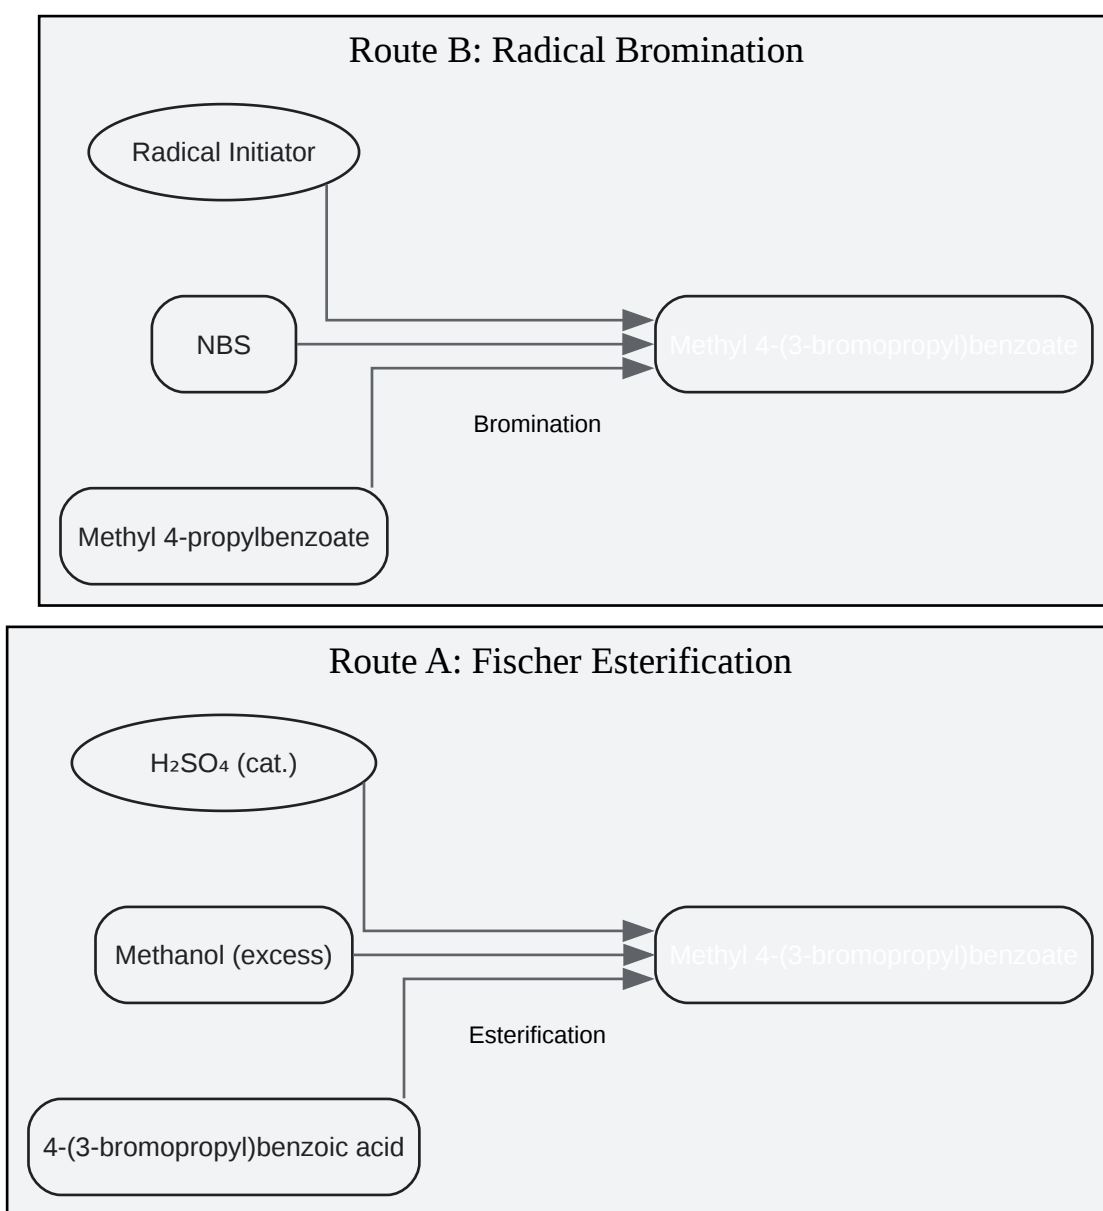 Route B: Radical Bromination
Radical Initiator
NBS
Methyl 4-(3-bromopropyl)benzoate
Bromination
Methyl 4-propylbenzoate
Route A: Fischer Esterification
H₂SO₄ (cat.)
Methanol (excess)
Methyl 4-(3-bromopropyl)benzoate
Esterification
4-(3-bromopropyl)benzoic acid